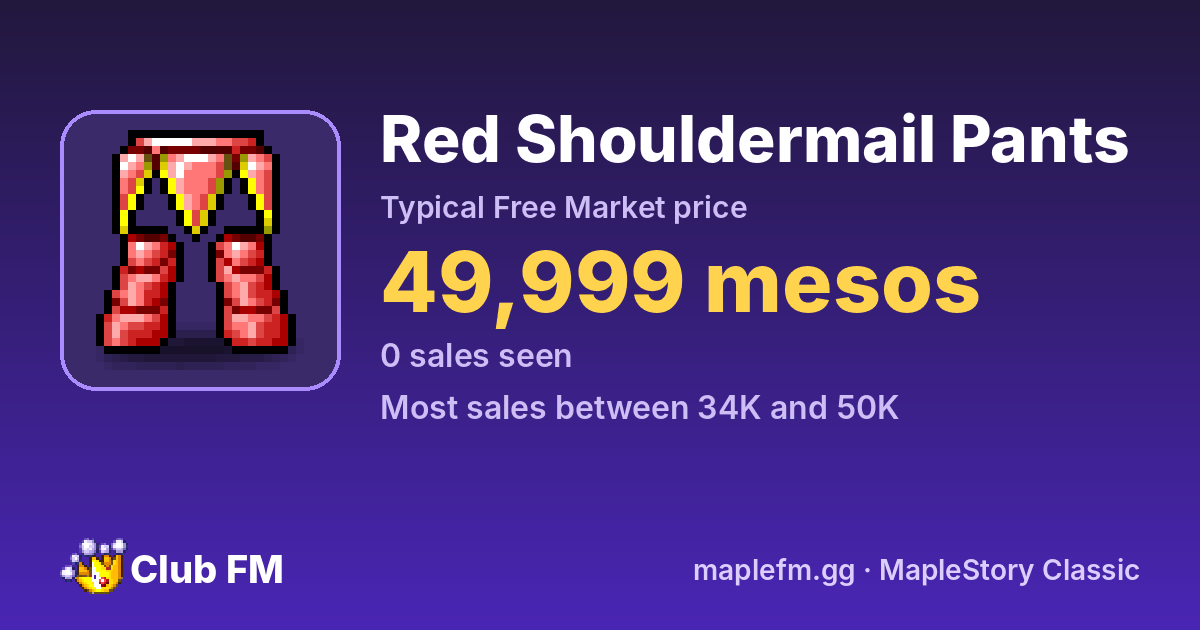 Red Shouldermail Pants
Typical Free Market price
49,999 mesos
0 sales seen
Most sales between 34K and 50K
Club FM
maplefm.gg · MapleStory Classic